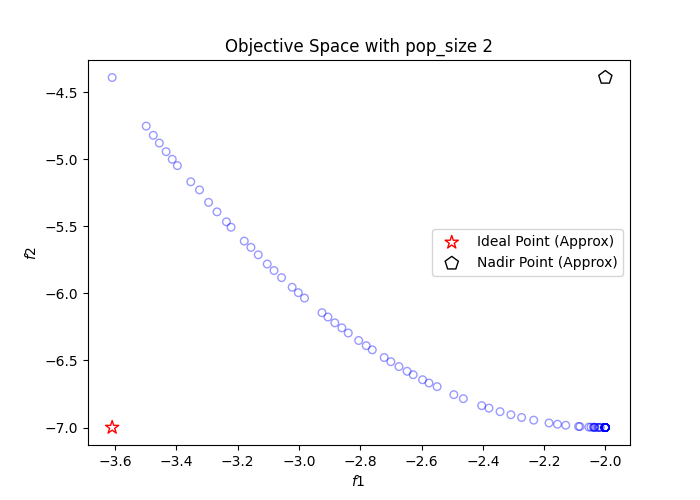 Objective Space with pop_size 2
−4.5
−5.0
−5.5
−6.0
−6.5
−7.0
f2
Ideal Point (Approx)
Nadir Point (Approx)
−3.6 −3.4 −3.2 −3.0 −2.8 −2.6 −2.4 −2.2 −2.0
f1